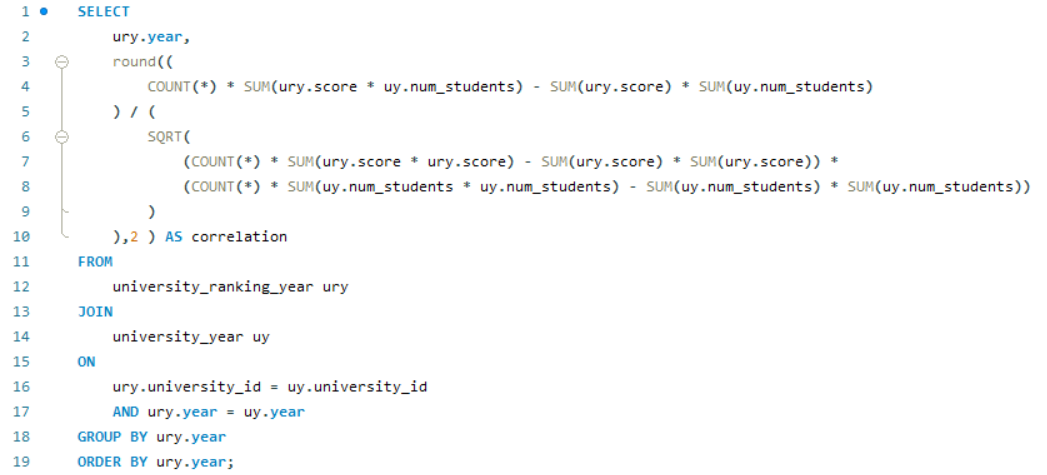 1 SELECT
2 ury.year,
3 round((
4 COUNT(*) * SUM(ury.score * uy.num_students) - SUM(ury.score) * SUM(uy.num_students)
5 ) / (
6 SQRT(
7 (COUNT(*) * SUM(ury.score * ury.score) - SUM(ury.score) * SUM(ury.score)) *
8 (COUNT(*) * SUM(uy.num_students * uy.num_students) - SUM(uy.num_students) * SUM(uy.num_students))
9 )
10 ),2 ) AS correlation
11 FROM
12 university_ranking_year ury
13 JOIN
14 university_year uy
15 ON
16 ury.university_id = uy.university_id
17 AND ury.year = uy.year
18 GROUP BY ury.year
19 ORDER BY ury.year;